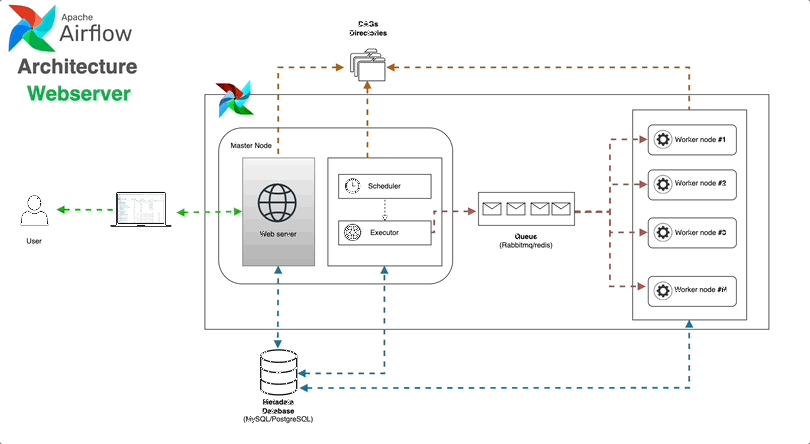 Apache
Airflow
Architecture
Webserver
DAGs
Directories
Master Node
Web server
Scheduler
Executor
Queue
(Rabbitmq/redis)
Worker node #1
Worker node #2
Worker node #3
Worker node #
User
Metadata
Database
(MySQL/PostgreSQL)